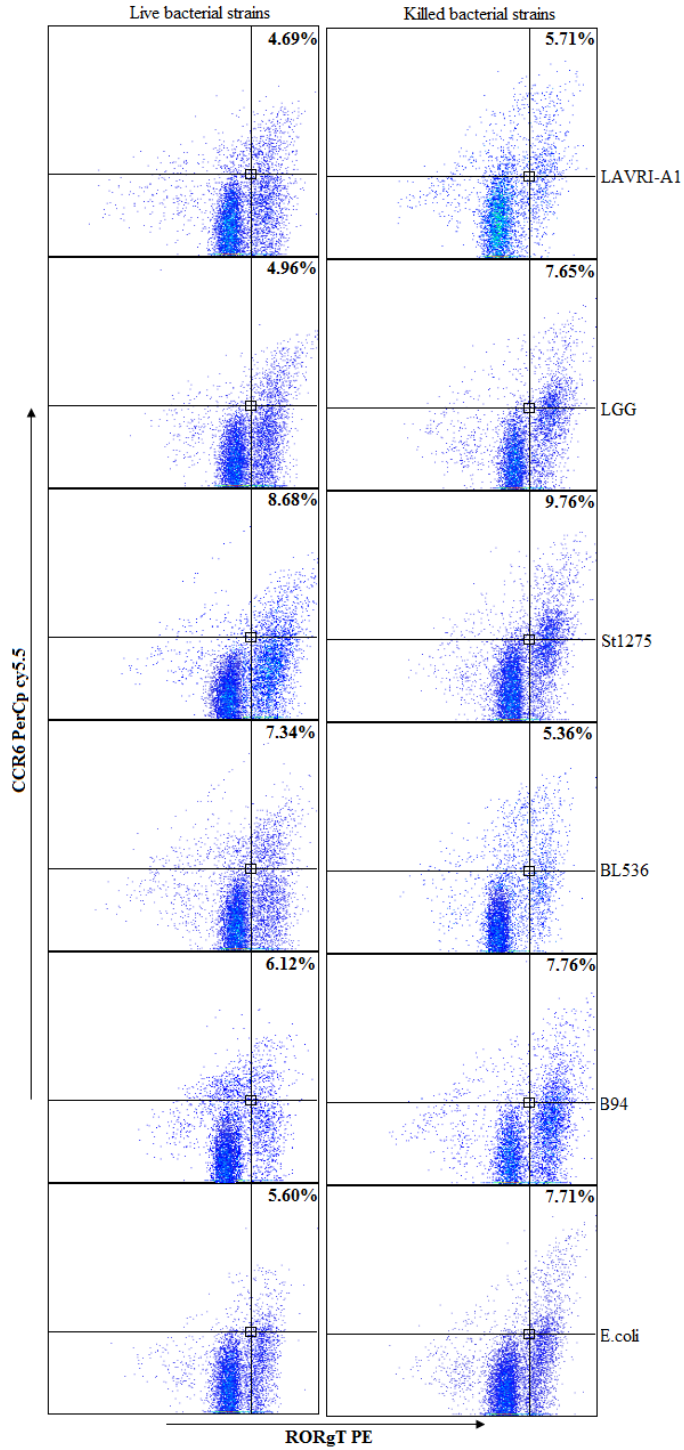 Live bacterial strains
Killed bacterial strains
4.69%
5.71%
LAVRI-A1
4.96%
7.65%
LGG
8.68%
9.76%
St1275
7.34%
5.36%
BL536
6.12%
7.76%
B94
5.60%
7.71%
E.coli
CCR6 PerCp cy5.5
RORgT PE